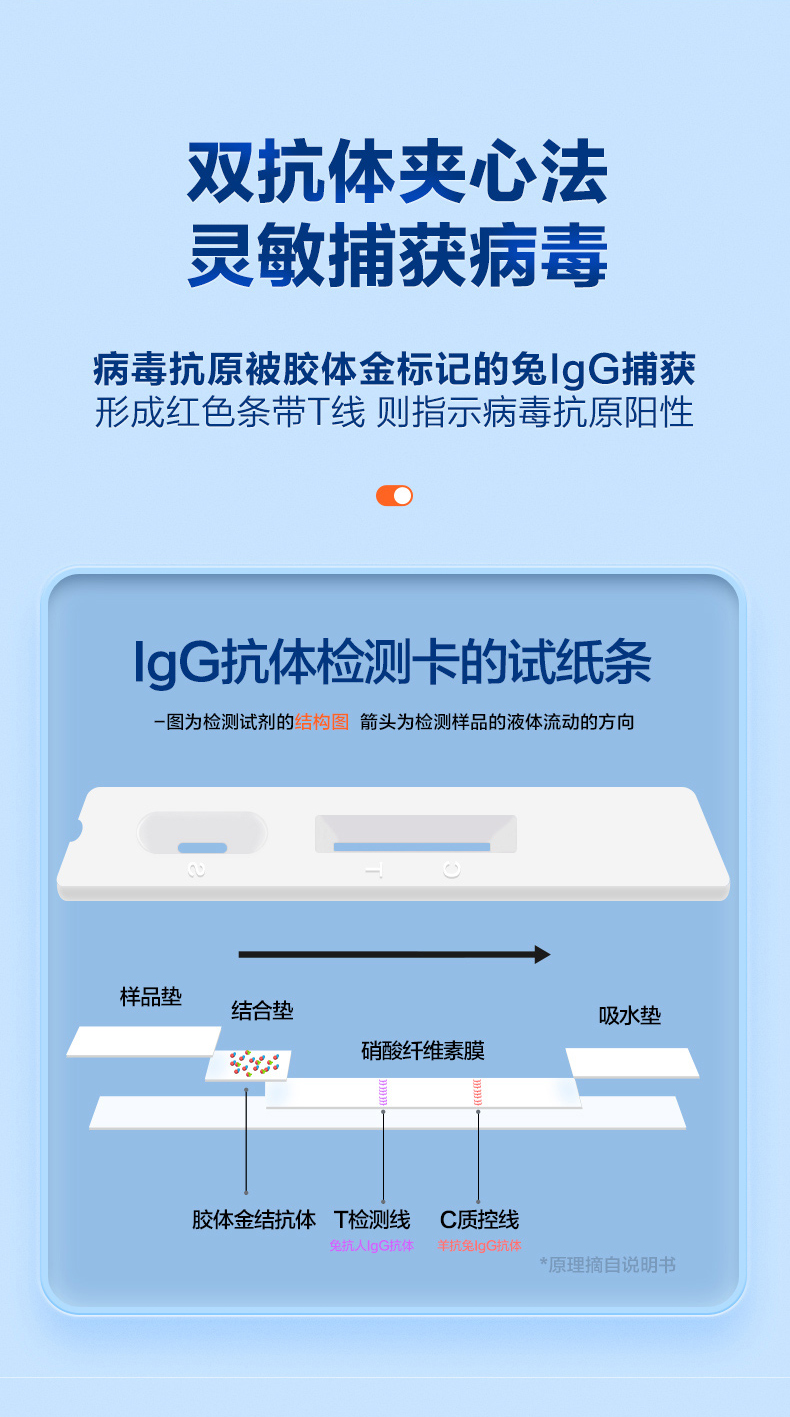 双抗体夹心法
灵敏捕获病毒
病毒抗原被胶体金标记的兔IgG捕获
形成红色条带T线 则指示病毒抗原阳性
IgG抗体检测卡的试纸条
-图为检测试剂的结构图 箭头为检测样品的液体流动的方向
S
T
C
样品垫
结合垫
吸水垫
硝酸纤维素膜
胶体金结抗体
T检测线
C质控线
兔抗人IgG抗体
羊抗兔IgG抗体
*原理摘自说明书